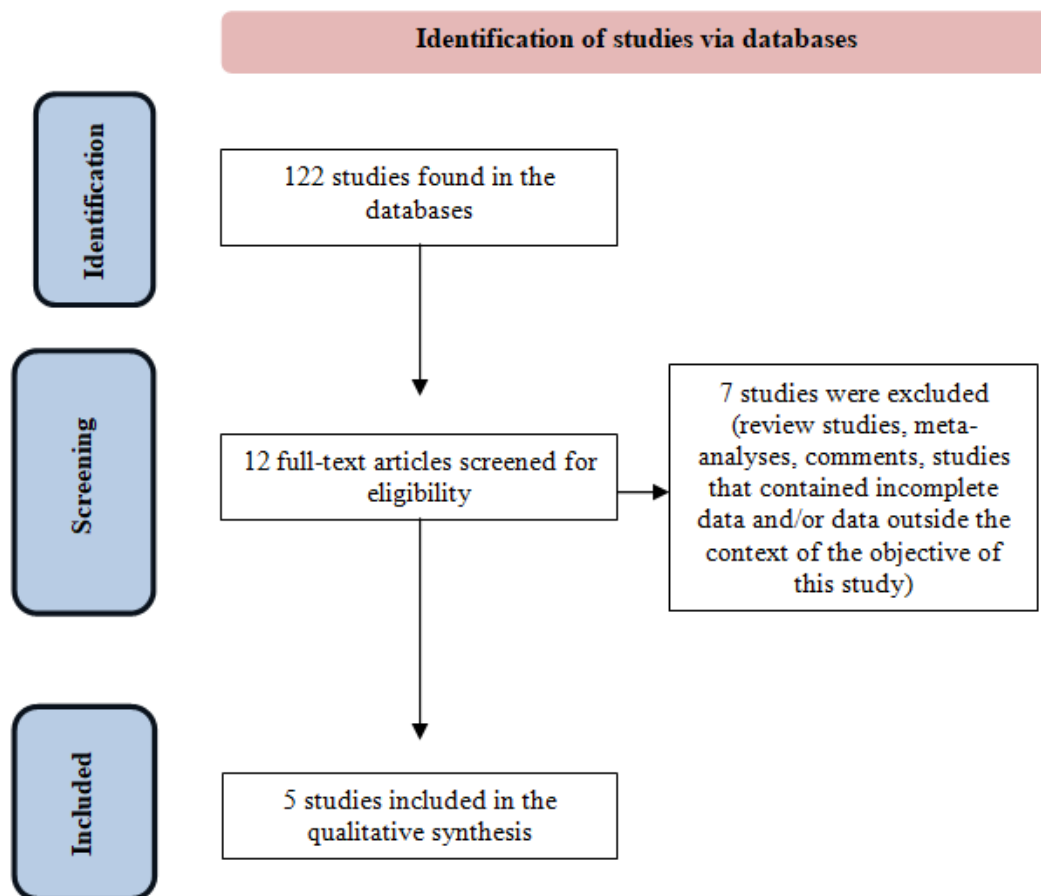 Identification of studies via databases
Identification
122 studies found in the
databases
Screening
12 full-text articles screened for
eligibility
7 studies were excluded
(review studies, meta-
analyses, comments, studies
that contained incomplete
data and/or data outside the
context of the objective of
this study)
Included
5 studies included in the
qualitative synthesis